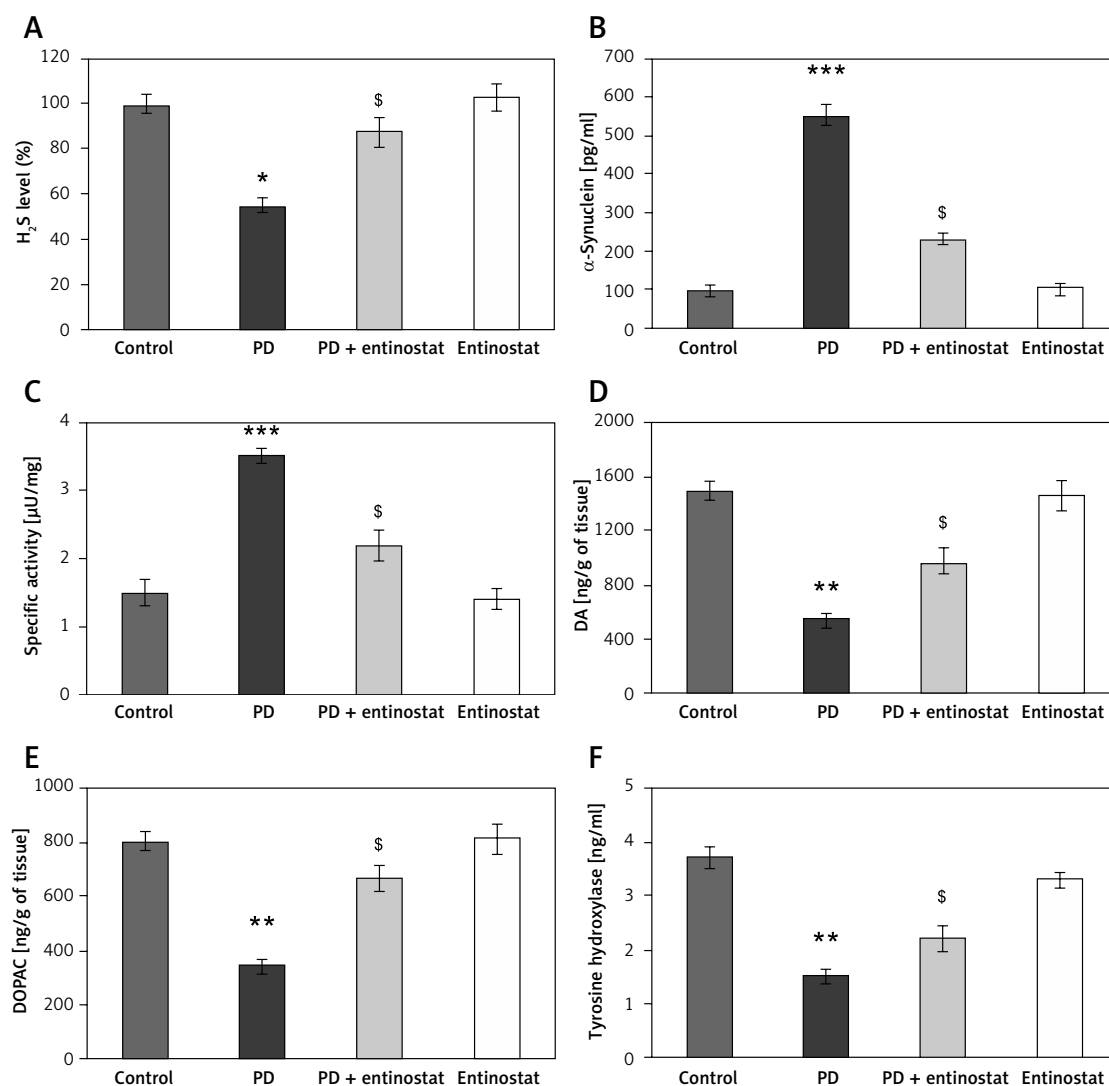 A
H₂S level (%)
120
100
80
60
40
20
0
*
$
Control PD PD + entinostat Entinostat
B
α-Synuclein [pg/ml]
700
600
500
400
300
200
100
0
***
$
Control PD PD + entinostat Entinostat
C
Specific activity [µU/mg]
4
3
2
1
0
***
$
Control PD PD + entinostat Entinostat
D
DA [ng/g of tissue]
2000
1600
1200
800
400
0
**
$
Control PD PD + entinostat Entinostat
E
DOPAC [ng/g of tissue]
1000
800
600
400
200
0
**
$
Control PD PD + entinostat Entinostat
F
Tyrosine hydroxylase [ng/ml]
5
4
3
2
1
0
**
$
Control PD PD + entinostat Entinostat